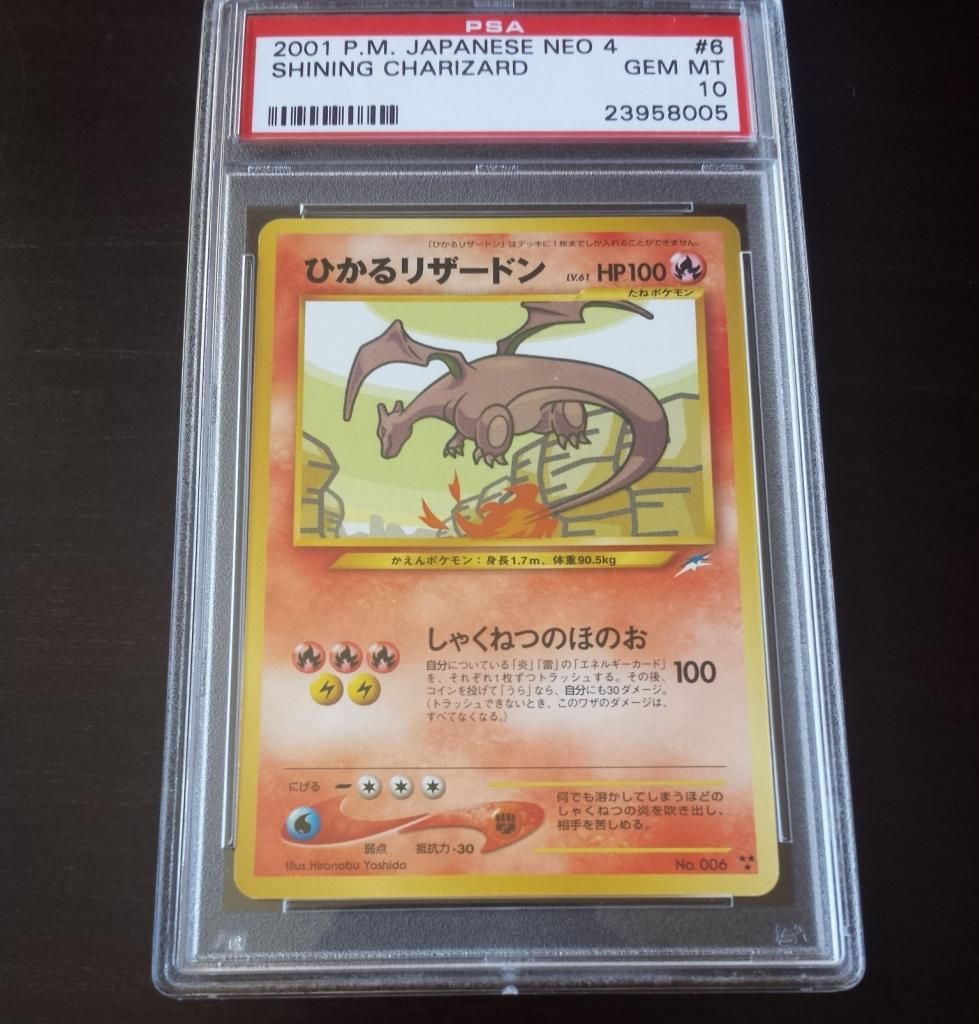 PSA
2001 P.M. JAPANESE NEO 4 #6
SHINING CHARIZARD GEM MT
10
23958005
「ひかるリザードン」はデッキに1枚までしか入れることができません。
ひかるリザードン LV.61 HP100
たねポケモン
かえんポケモン：身長1.7m、体重90.5kg
しゃくねつのほのお
自分についている「炎」「雷」の「エネルギーカード」
を、それぞれ1枚ずつトラッシュする。その後、
コインを投げて「うら」なら、自分にも30ダメージ。
（トラッシュできないとき、このワザのダメージは、
すべてなくなる。）
100
にげる
弱点 抵抗力-30
何でも溶かしてしまうほどの
しゃくねつの炎を吹き出し、
相手を苦しめる。
Illus.Hironobu Yoshida
No. 006